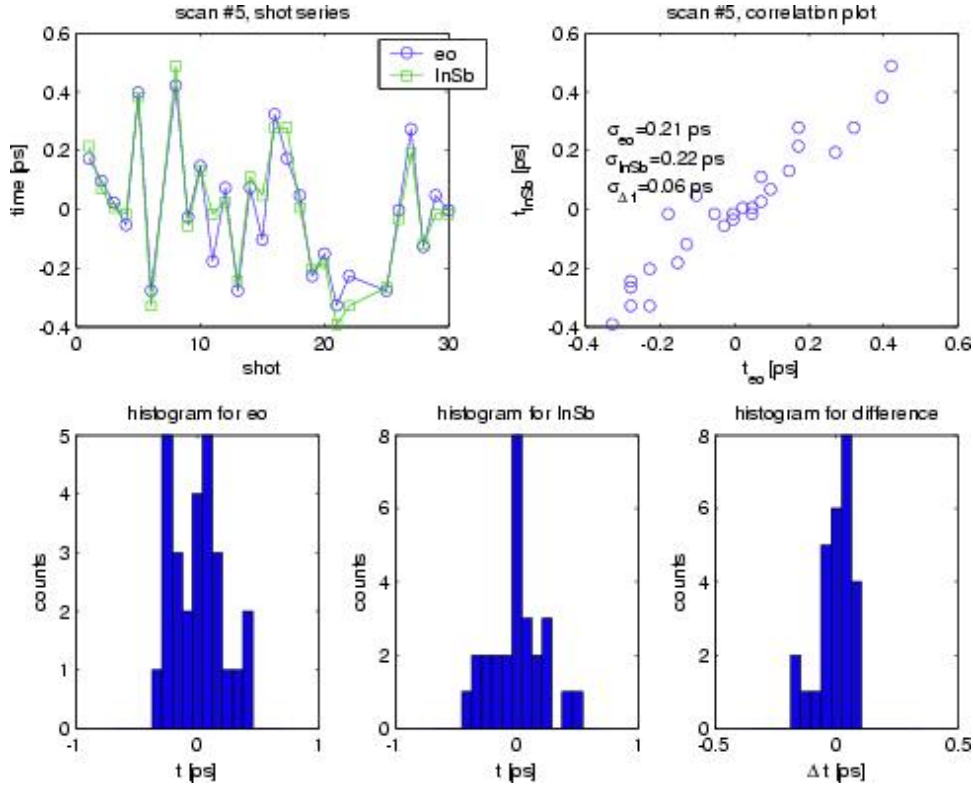 scan #5, shot series
time [ps]
0.6
0.4
0.2
0
-0.2
-0.4
eo
InSb
0 10 20 30
shot
scan #5, correlation plot
t_InSb [ps]
0.6
0.4
0.2
0
-0.2
-0.4
σ_eo=0.21 ps
σ_InSb=0.22 ps
σ_Δt=0.06 ps
-0.4 -0.2 0 0.2 0.4 0.6
t_eo [ps]
histogram for eo
counts
5
4
3
2
1
0
-1 0 1
t [ps]
histogram for InSb
counts
8
6
4
2
0
-1 0 1
t [ps]
histogram for difference
counts
8
6
4
2
0
-0.5 0 0.5
Δt [ps]